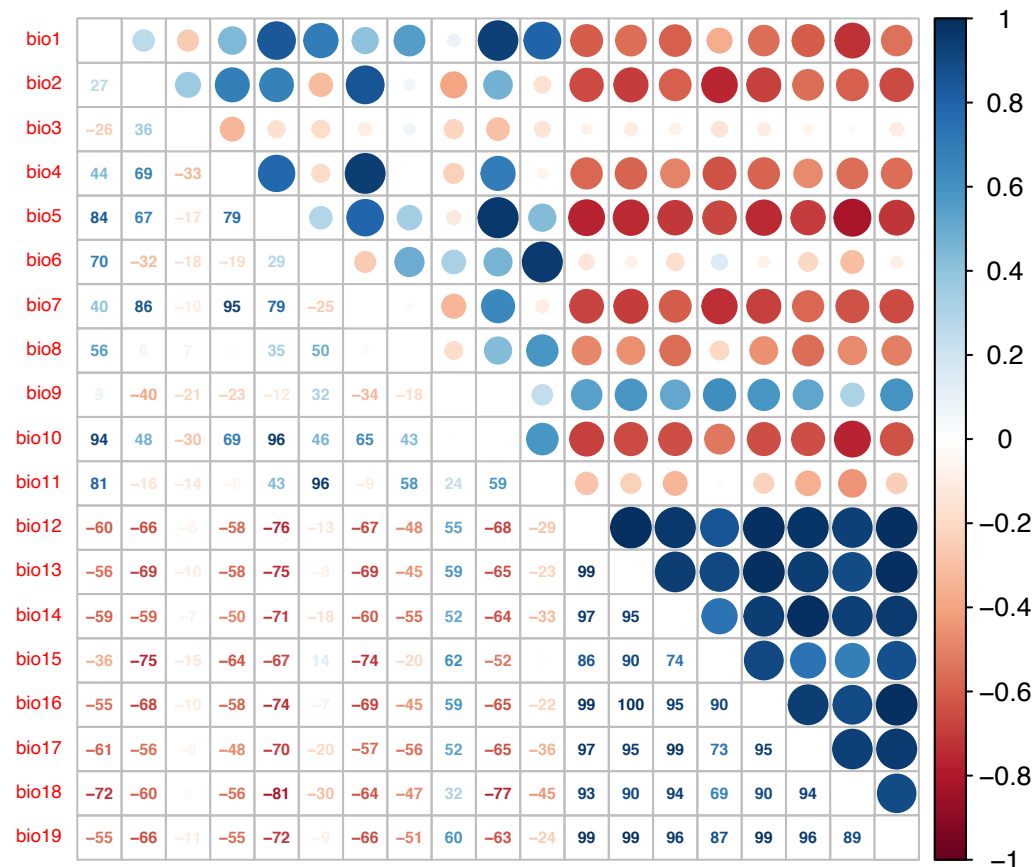 bio1
bio2 27
bio3 −26 36
bio4 44 69 −33
bio5 84 67 −17 79
bio6 70 −32 −18 −19 29
bio7 40 86 −10 95 79 −25
bio8 56 6 7 35 50 2
bio9 9 −40 −21 −23 −12 32 −34 −18
bio10 94 48 −30 69 96 46 65 43
bio11 81 −16 −14 −6 43 96 −9 58 24 59
bio12 −60 −66 −6 −58 −76 −13 −67 −48 55 −68 −29
bio13 −56 −69 −10 −58 −75 −8 −69 −45 59 −65 −23 99
bio14 −59 −59 −7 −50 −71 −18 −60 −55 52 −64 −33 97 95
bio15 −36 −75 −15 −64 −67 14 −74 −20 62 −52 86 90 74
bio16 −55 −68 −10 −58 −74 −7 −69 −45 59 −65 −22 99 100 95 90
bio17 −61 −56 −6 −48 −70 −20 −57 −56 52 −65 −36 97 95 99 73 95
bio18 −72 −60 2 −56 −81 −30 −64 −47 32 −77 −45 93 90 94 69 90 94
bio19 −55 −66 −11 −55 −72 −9 −66 −51 60 −63 −24 99 99 96 87 99 96 89
1
0.8
0.6
0.4
0.2
0
−0.2
−0.4
−0.6
−0.8
−1